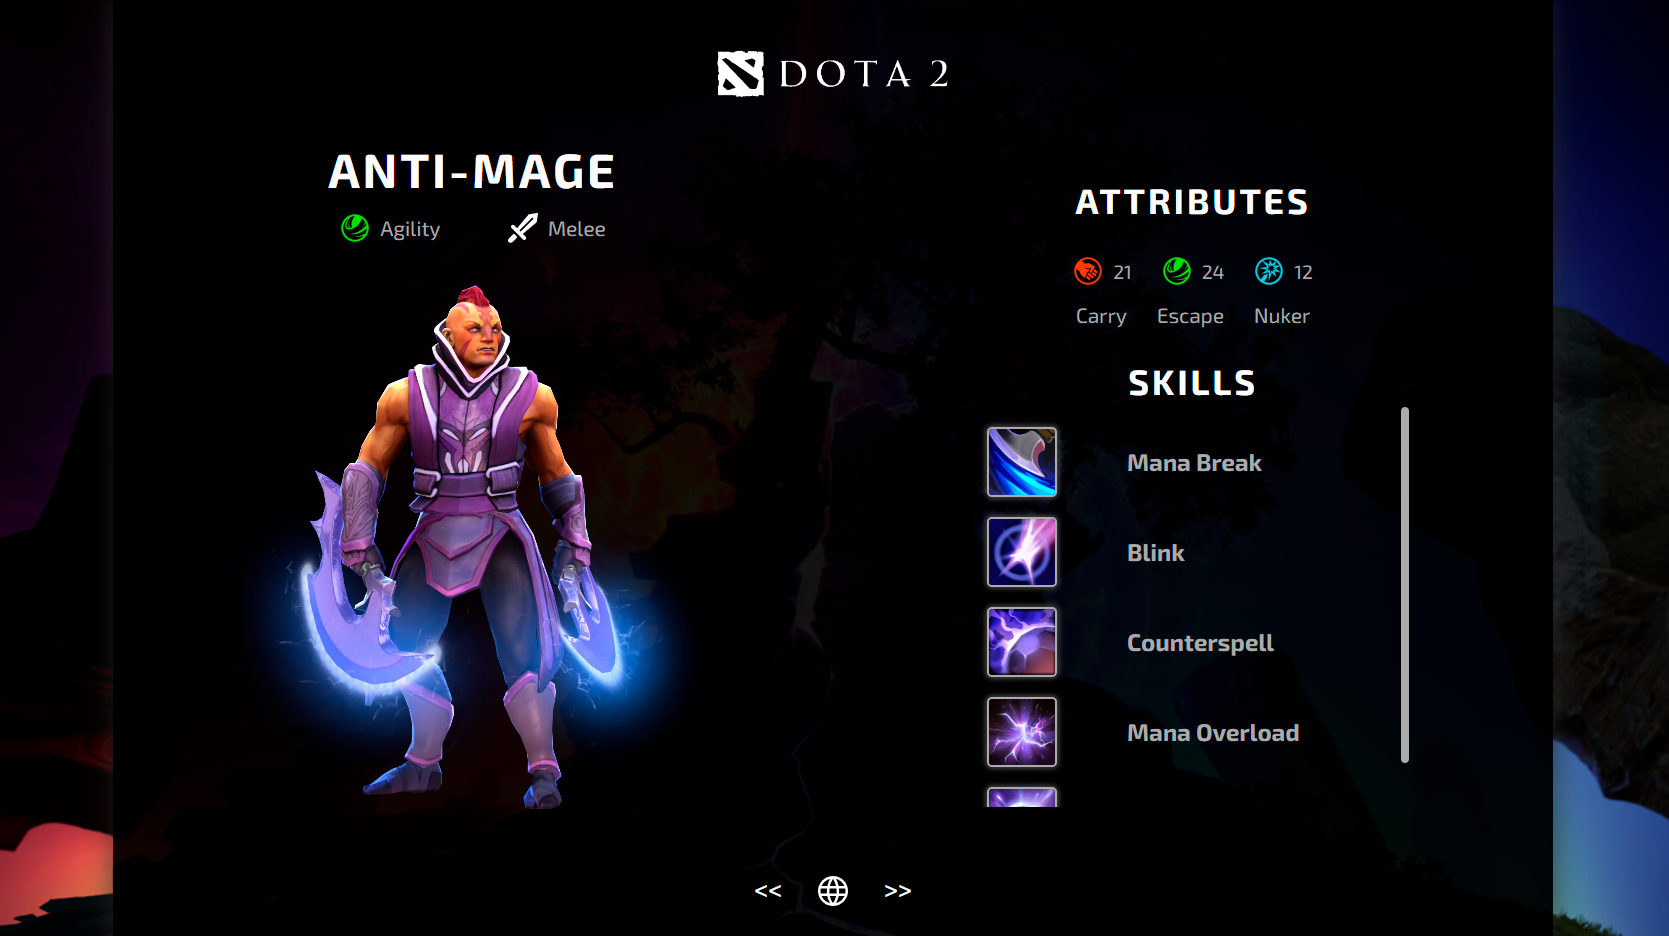 DOTA 2
ANTI-MAGE
Agility
Melee
ATTRIBUTES
21
24
12
Carry
Escape
Nuker
SKILLS
Mana Break
Blink
Counterspell
Mana Overload
<<
>>